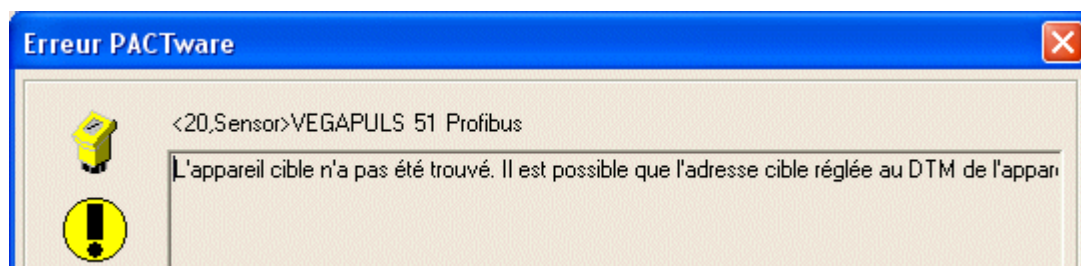 Erreur PACTware
<20,Sensor>VEGAPULS 51 Profibus
L'appareil cible n'a pas été trouvé. Il est possible que l'adresse cible réglée au DTM de l'appar